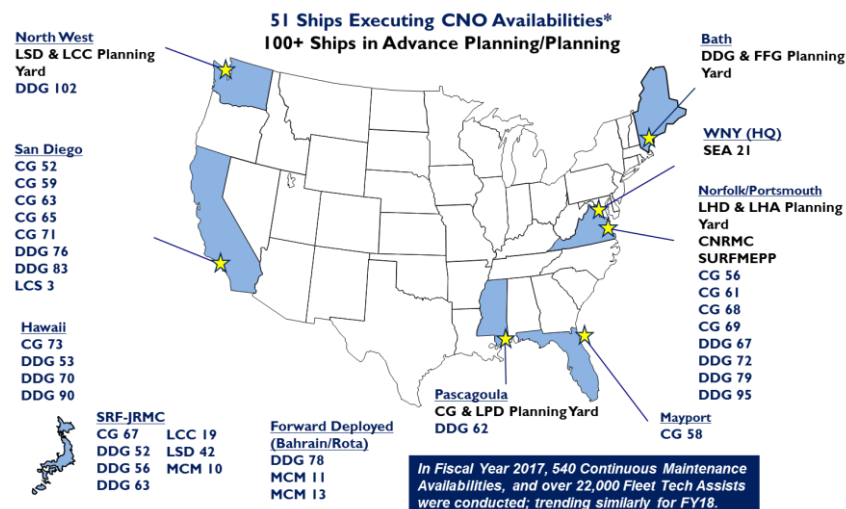 51 Ships Executing CNO Availabilities*
100+ Ships in Advance Planning/Planning
North West
LSD & LCC Planning
Yard
DDG 102
San Diego
CG 52
CG 59
CG 63
CG 65
CG 71
DDG 76
DDG 83
LCS 3
Hawaii
CG 73
DDG 53
DDG 70
DDG 90
SRF-JRMC
CG 67
DDG 52
DDG 56
DDG 63
LCC 19
LSD 42
MCM 10
Forward Deployed
(Bahrain/Rota)
DDG 78
MCM 11
MCM 13
Pascagoula
CG & LPD Planning Yard
DDG 62
Mayport
CG 58
Bath
DDG & FFG Planning
Yard
WNY (HQ)
SEA 21
Norfolk/Portsmouth
LHD & LHA Planning
Yard
CNRMC
SURFMEPP
CG 56
CG 61
CG 68
CG 69
DDG 67
DDG 72
DDG 79
DDG 95
In Fiscal Year 2017, 540 Continuous Maintenance
Availabilities, and over 22,000 Fleet Tech Assists
were conducted; trending similarly for FY18.